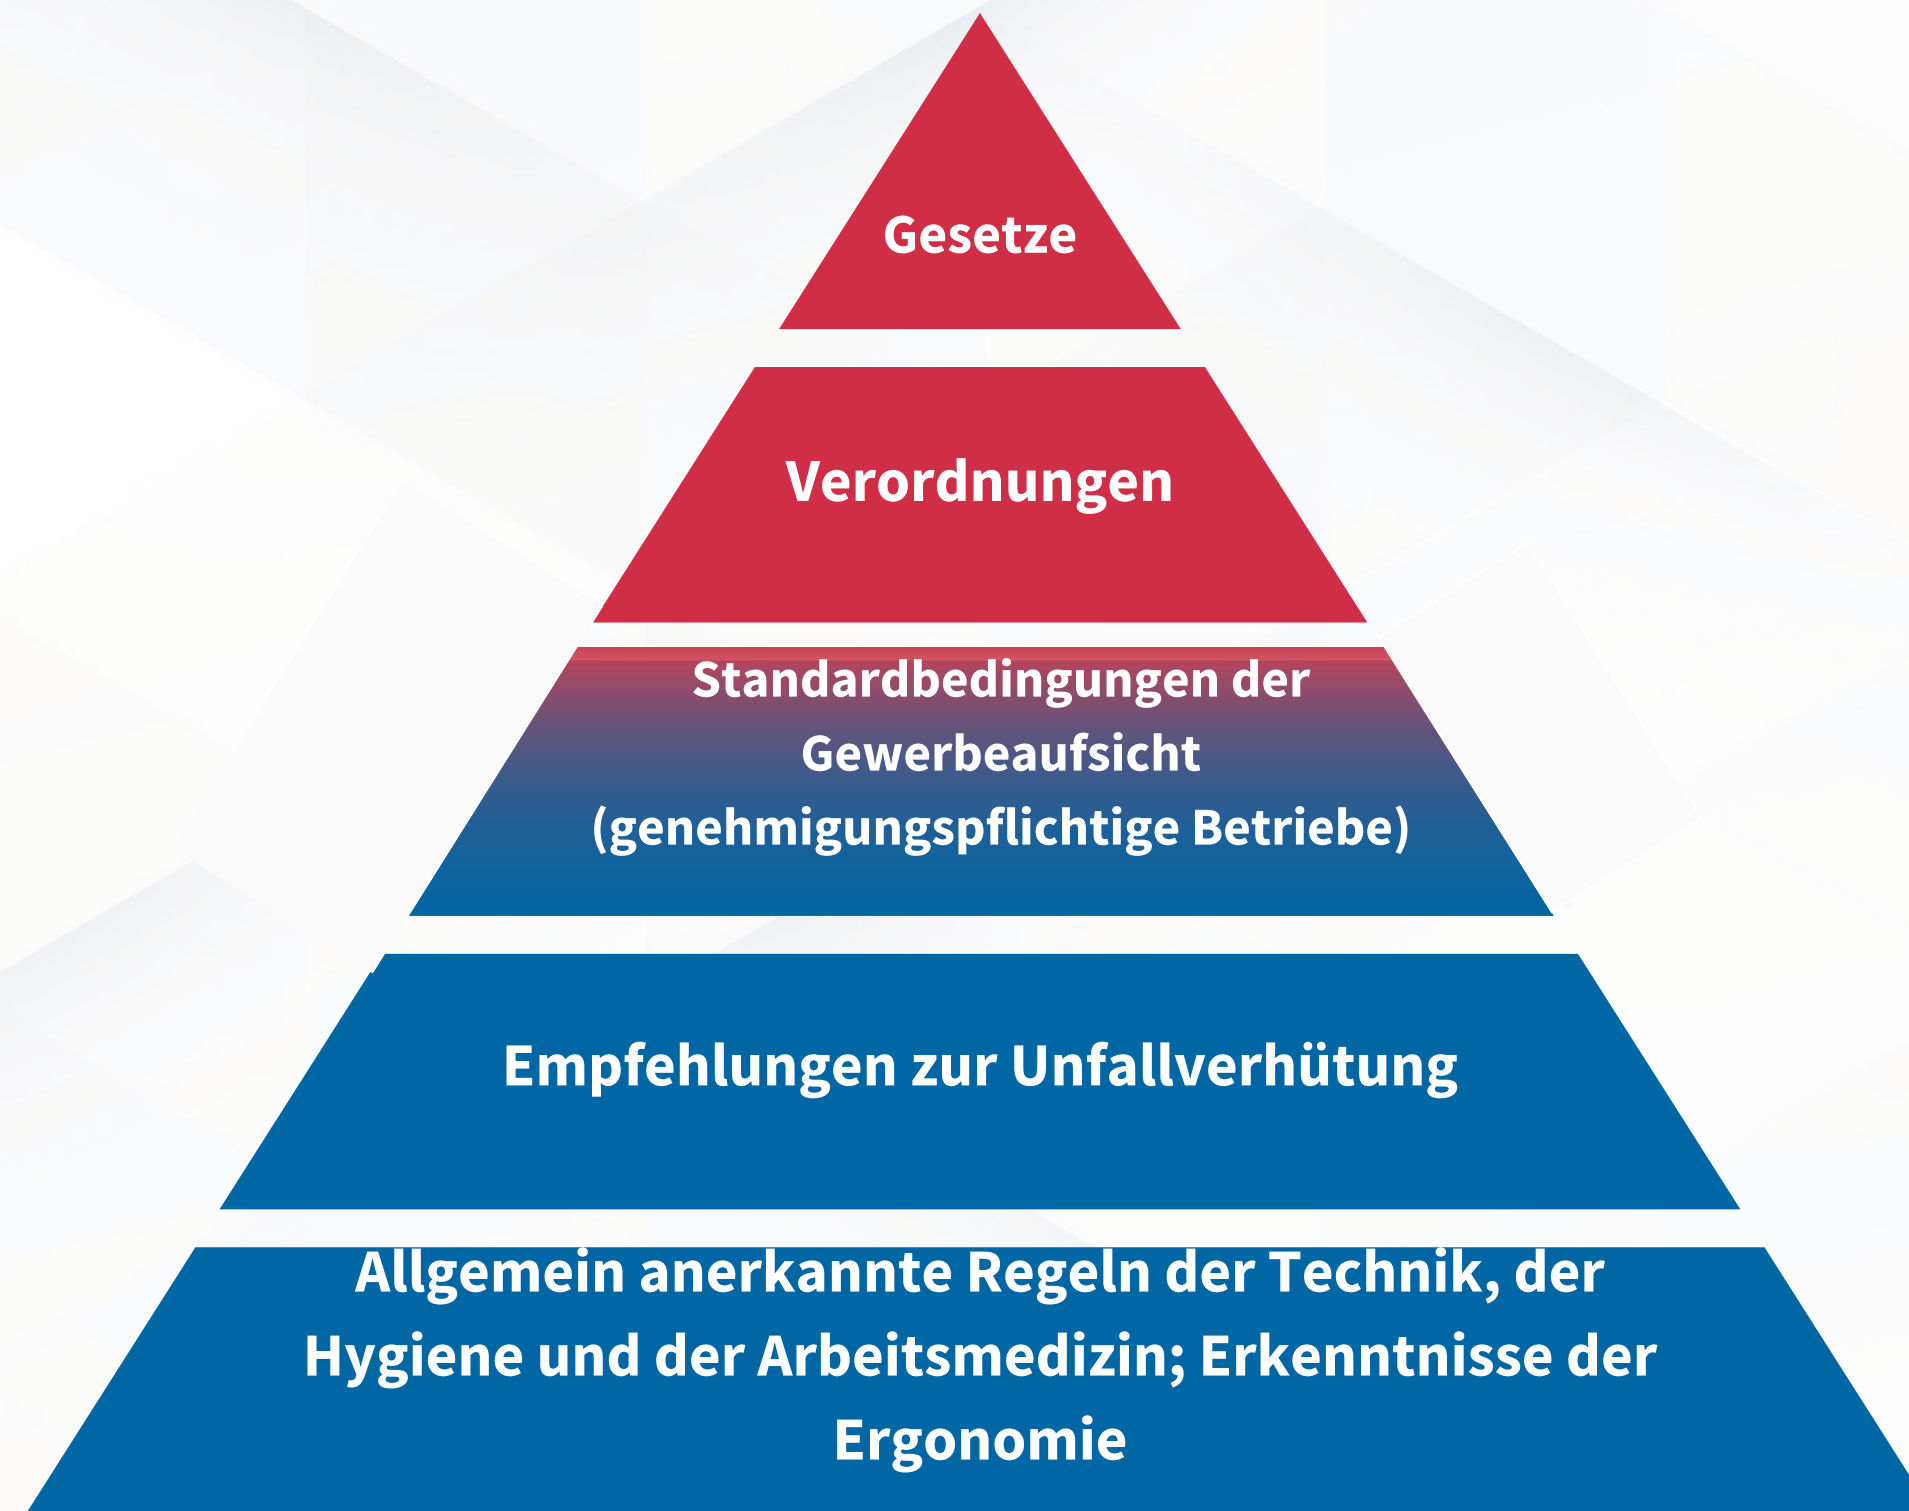 Gesetze
Verordnungen
Standardbedingungen der
Gewerbeaufsicht
(genehmigungspflichtige Betriebe)
Empfehlungen zur Unfallverhütung
Allgemein anerkannte Regeln der Technik, der
Hygiene und der Arbeitsmedizin; Erkenntnisse der
Ergonomie